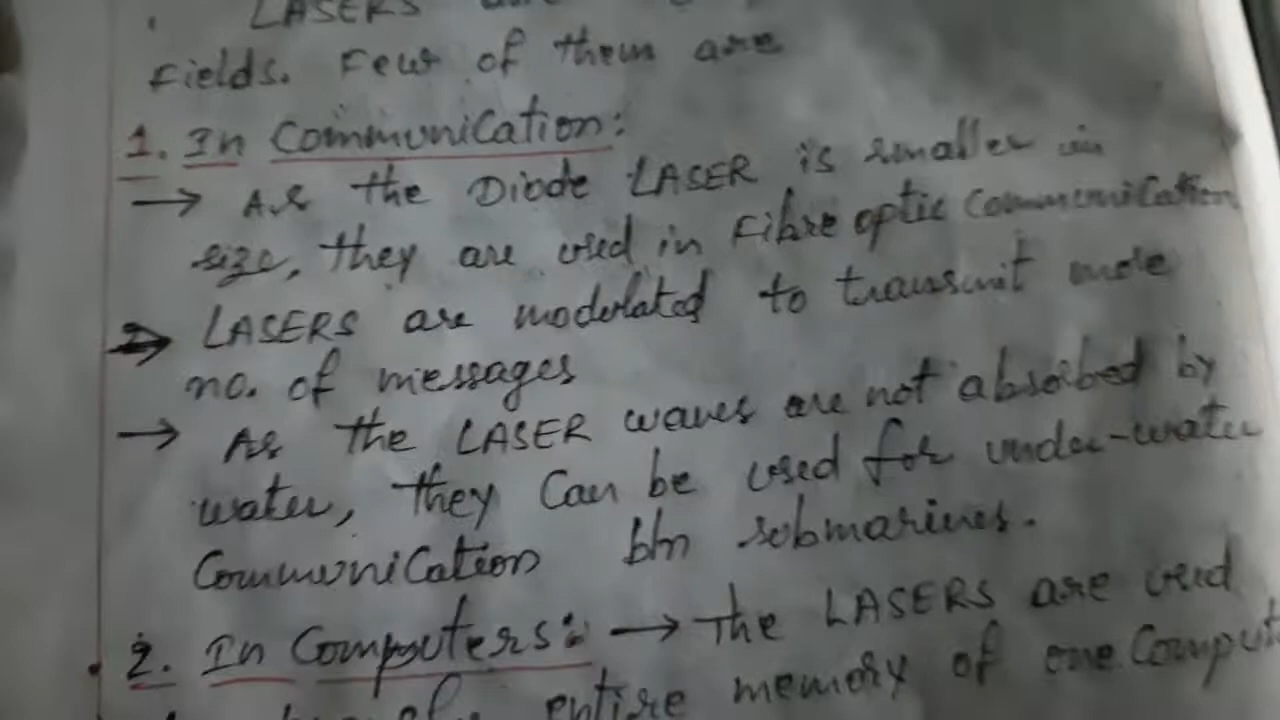 LASERS
Fields. Few of them are
1. In Communication:
→ As the Diode LASER is smaller in
size, they are used in Fibre optic Communication
→ LASERS are modulated to transmit more
no. of messages
→ As the LASER waves are not absorbed by
water, they Can be used for under-water
Communication b/n submarines.
2. In Computers: → The LASERS are used
entire memory of one Comput